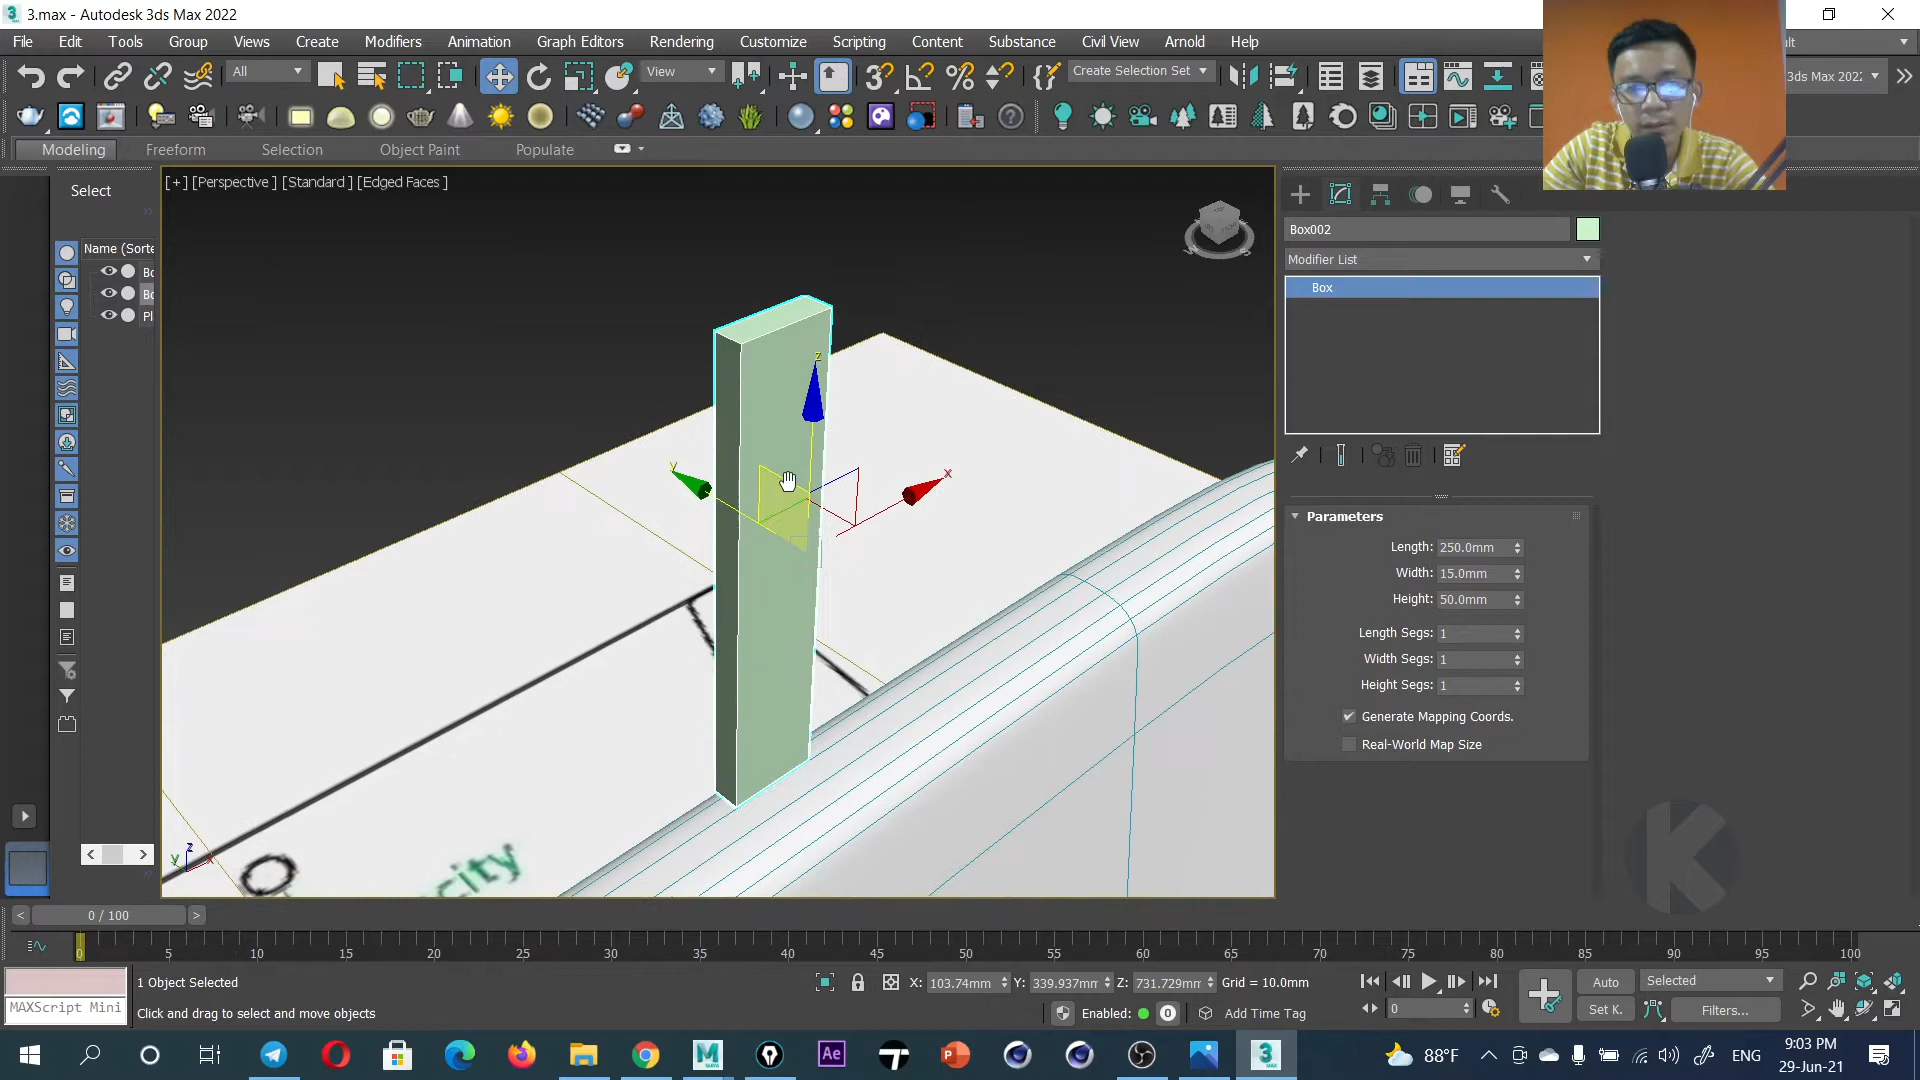 3.max - Autodesk 3ds Max 2022
File Edit Tools Group Views Create Modifiers Animation Graph Editors Rendering Customize Scripting Content Substance Civil View Arnold Help
All View Create Selection Set
Modeling Freeform Selection Object Paint Populate
Select
[+] [Perspective ] [Standard ] [Edged Faces ]
Name (Sorte
Bo
Bo
Pl
z
y
x
city
z
y
x
Box002
Modifier List
Box
Parameters
Length: 250.0mm
Width: 15.0mm
Height: 50.0mm
Length Segs: 1
Width Segs: 1
Height Segs: 1
Generate Mapping Coords.
Real-World Map Size
0 / 100
0 5 10 15 20 25 30 35 40 45 50 55 60 65 70 75 80 85 90 95 100
1 Object Selected
X: 103.74mm Y: 339.937mm Z: 731.729mm Grid = 10.0mm
Auto Selected
MAXScript Mini
Click and drag to select and move objects
Enabled: 0 Add Time Tag
0
Set K. Filters...
88°F
ENG
9:03 PM
29-Jun-21